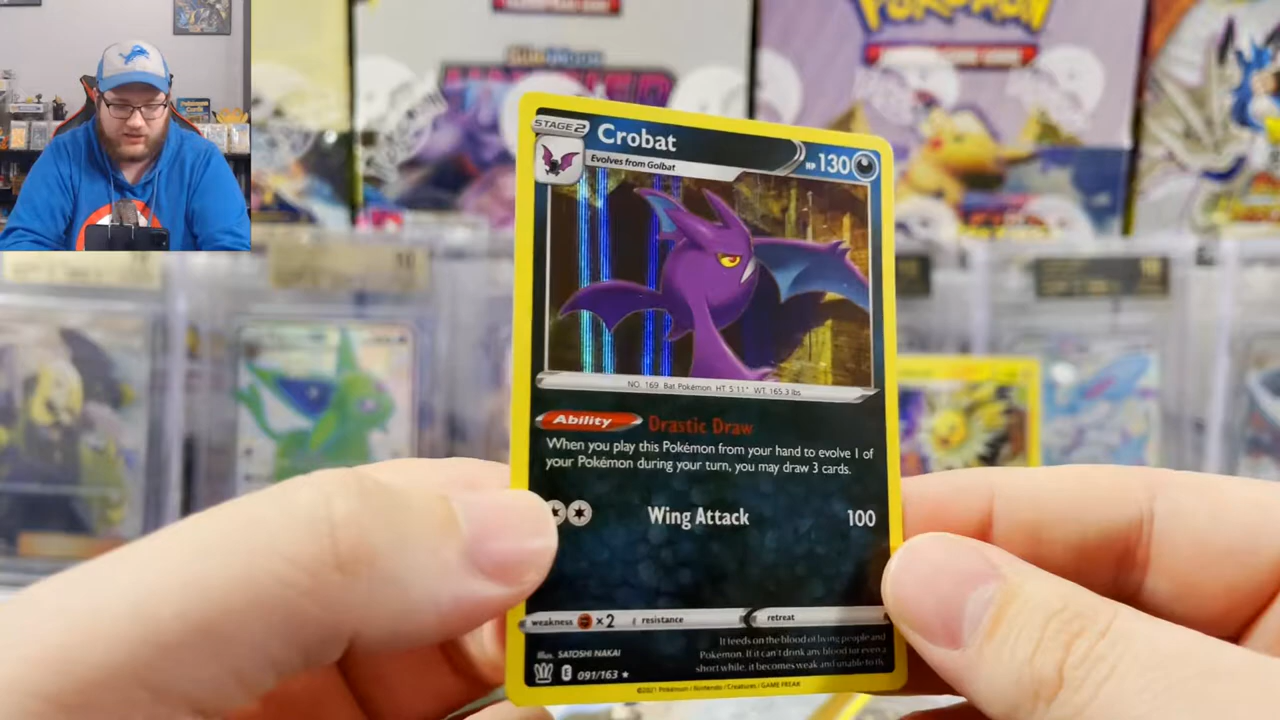 POKÉMON
STAGE 2
Crobat
HP 130
Evolves from Golbat
NO. 169 Bat Pokémon HT. 5'11" WT. 165.3 lbs
Ability Drastic Draw
When you play this Pokémon from your hand to evolve 1 of
your Pokémon during your turn, you may draw 3 cards.
Wing Attack 100
weakness ×2 resistance retreat
Illus. SATOSHI NAKAI
It feeds on the blood of living people and
Pokémon. If it can't drink any blood for even a
short while, it becomes weak and unable to
E 091/163
©2021 Pokémon / Nintendo / Creatures / GAME FREAK